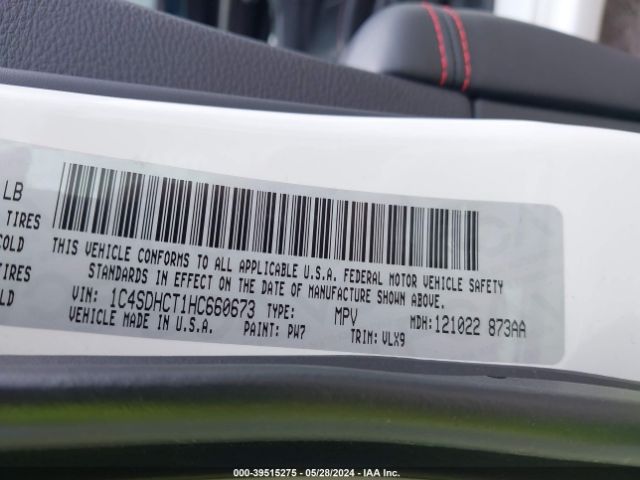 LB
TIRES
COLD
TIRES
LD
THIS VEHICLE CONFORMS TO ALL APPLICABLE U.S.A. FEDERAL MOTOR VEHICLE SAFETY
STANDARDS IN EFFECT ON THE DATE OF MANUFACTURE SHOWN ABOVE.
VIN: 1C4SDHCT1HC660673 TYPE: MPV MDH:121022 873AA
VEHICLE MADE IN U.S.A. PAINT: PW7 TRIM: VLX9
000-39515275 - 05/28/2024 - IAA Inc.